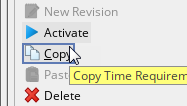 New Revision
Activate
Copy
Copy Time Requirem
Past
Delete